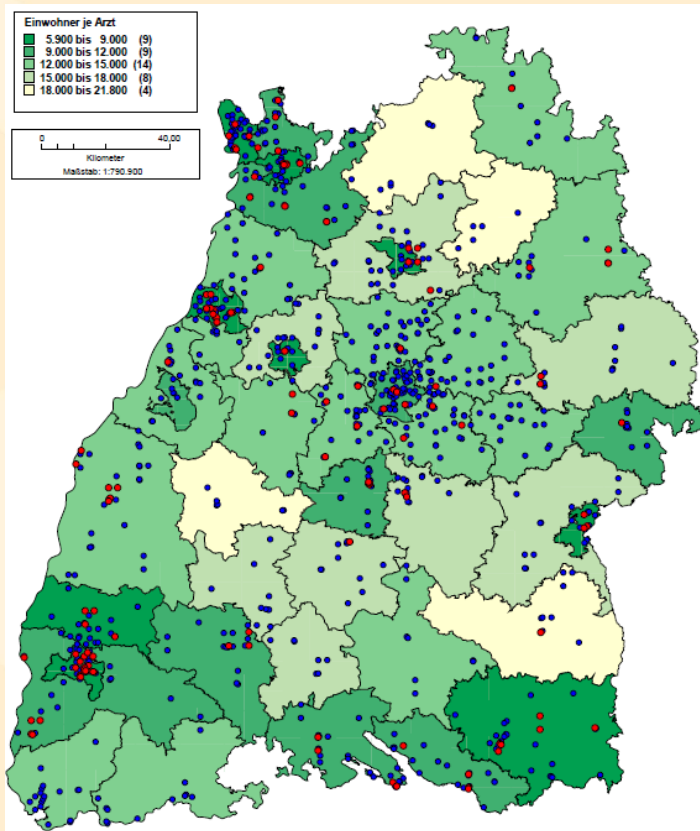 Einwohner je Arzt
5.900 bis 9.000 (9)
9.000 bis 12.000 (9)
12.000 bis 15.000 (14)
15.000 bis 18.000 (8)
18.000 bis 21.800 (4)
0 40,00
Kilometer
Maßstab: 1:790.900